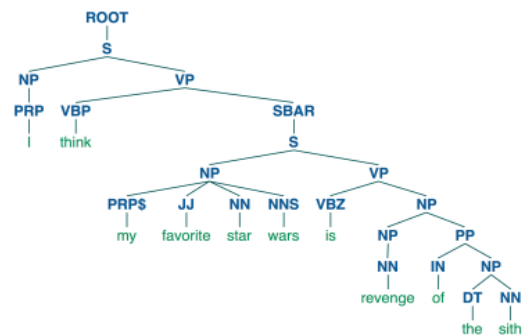 ROOT
S
NP VP
PRP VBP SBAR
I think S
NP VP
PRP$ JJ NN NNS VBZ NP
my favorite star wars is NP PP
NN IN NP
revenge of DT NN
the sith